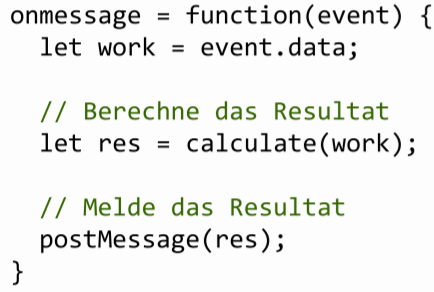 onmessage = function(event) {
  let work = event.data;

  // Berechne das Resultat
  let res = calculate(work);

  // Melde das Resultat
  postMessage(res);
}